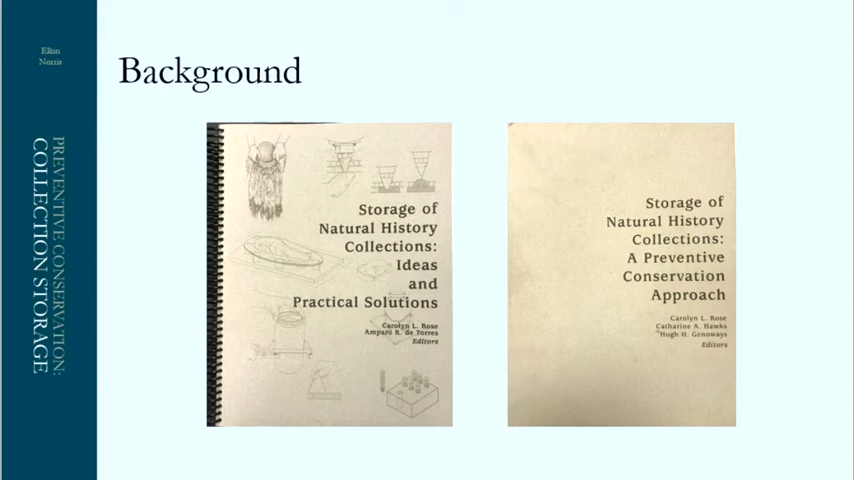 Elkin
Norris
PREVENTIVE CONSERVATION:
COLLECTION STORAGE
Background
Storage of
Natural History
Collections:
Ideas
and
Practical Solutions
Carolyn L. Rose
Amparo R. de Torres
Editors
Storage of
Natural History
Collections:
A Preventive
Conservation
Approach
Carolyn L. Rose
Catharine A. Hawks
Hugh H. Genoways
Editors